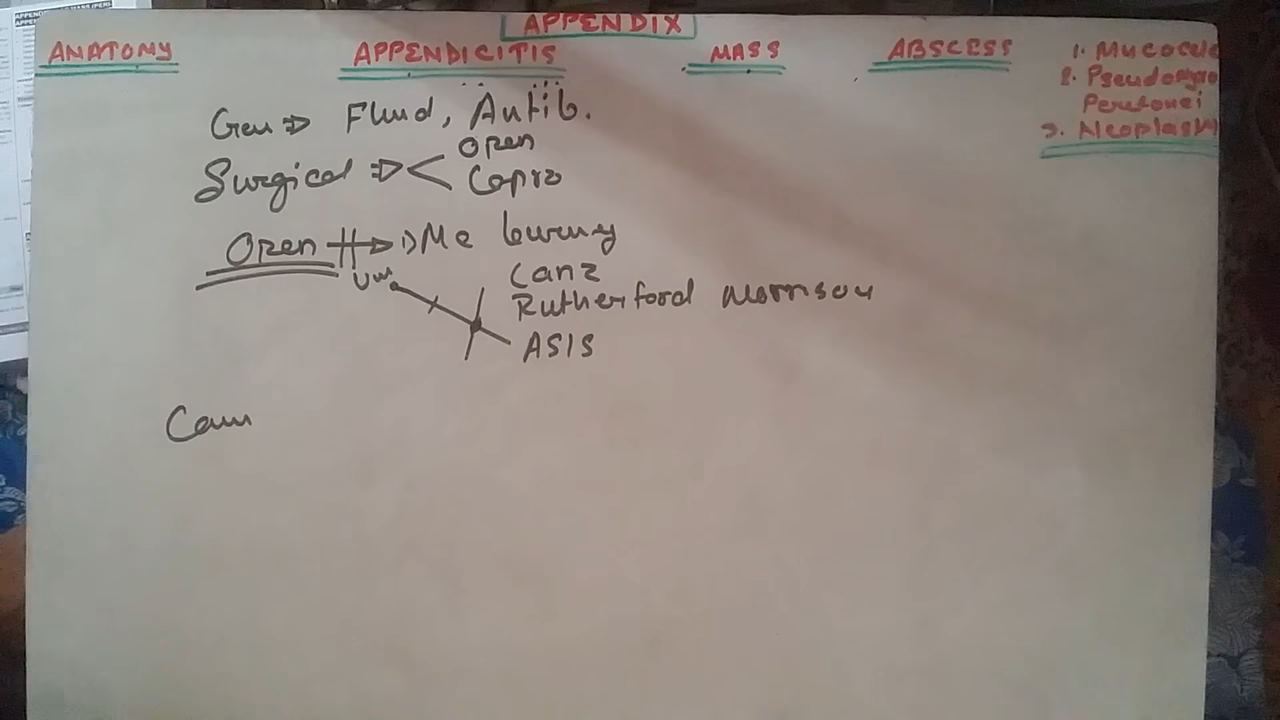 APPENDIX
ANATOMY APPENDICITIS MASS ABSCESS
1. Mucocele
2. Pseudomyxo
Peritonei
3. Neoplasm
Gen ⇒ Fluid, Antib.
Surgical ⇒ < Open
Lapro
Open 1) Mc burney
Lanz
Rutherford Morrison
Um
ASIS